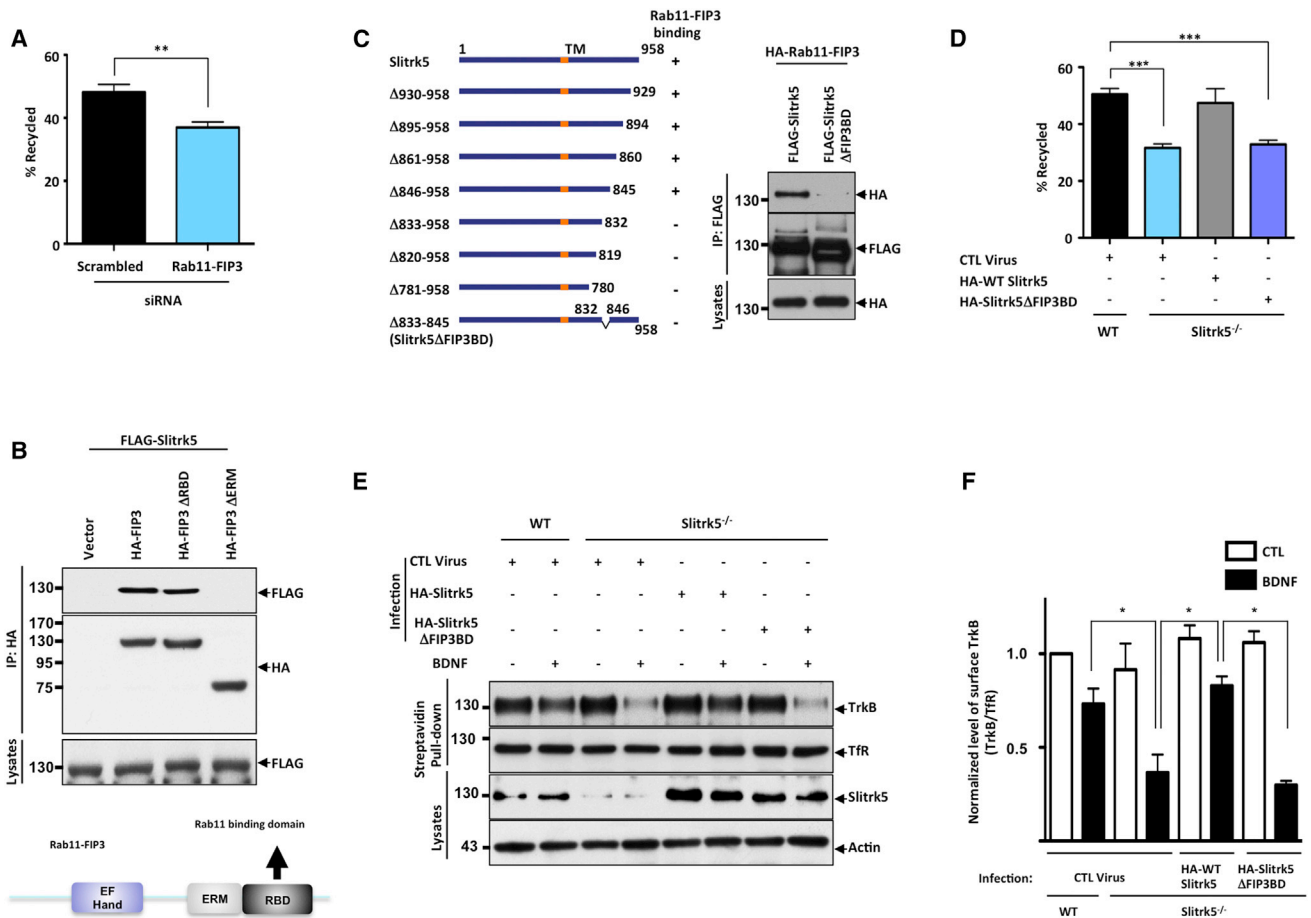 A
60
40
20
0
% Recycled
**
Scrambled
Rab11-FIP3
siRNA
B
FLAG-Slitrk5
Vector
HA-FIP3
HA-FIP3 ΔRBD
HA-FIP3 ΔERM
IP: HA
130
FLAG
170
130
95
75
HA
Lysates
130
FLAG
Rab11-FIP3
Rab11 binding domain
EF
Hand
ERM
RBD
C
Rab11-FIP3
binding
1
TM
958
Slitrk5
+
Δ930-958
929
+
Δ895-958
894
+
Δ861-958
860
+
Δ846-958
845
+
Δ833-958
832
-
Δ820-958
819
-
Δ781-958
780
-
832
846
Δ833-845
958
-
(Slitrk5ΔFIP3BD)
HA-Rab11-FIP3
FLAG-Slitrk5
FLAG-Slitrk5
ΔFIP3BD
IP: FLAG
130
HA
130
FLAG
Lysates
130
HA
D
***
***
60
40
20
0
% Recycled
CTL Virus
+ + - -
HA-WT Slitrk5
- - + -
HA-Slitrk5ΔFIP3BD
- - - +
WT
Slitrk5-/-
E
WT
Slitrk5-/-
Infection
CTL Virus
+ + + + - - - -
HA-Slitrk5
- - - - + + - -
HA-Slitrk5
ΔFIP3BD
- - - - - - + +
BDNF
- + - + - + - +
Streptavidin
Pull-down
130
TrkB
130
TfR
Lysates
130
Slitrk5
43
Actin
F
CTL
BDNF
* * *
1.0
0.5
Normalized level of surface TrkB
(TrkB/TfR)
Infection:
CTL Virus
HA-WT
Slitrk5
HA-Slitrk5
ΔFIP3BD
WT
Slitrk5-/-